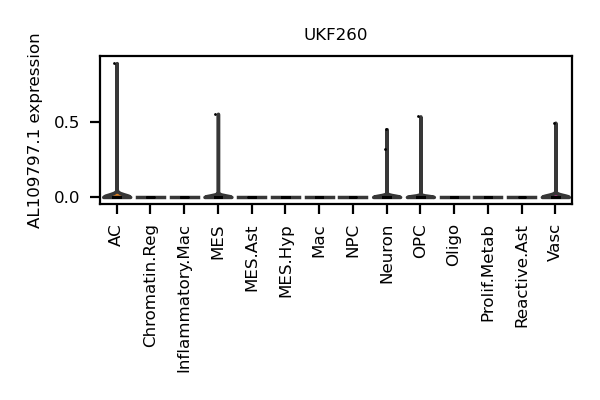 UKF260
AL109797.1 expression
0.5
0.0
AC
Chromatin.Reg
Inflammatory.Mac
MES
MES.Ast
MES.Hyp
Mac
NPC
Neuron
OPC
Oligo
Prolif.Metab
Reactive.Ast
Vasc